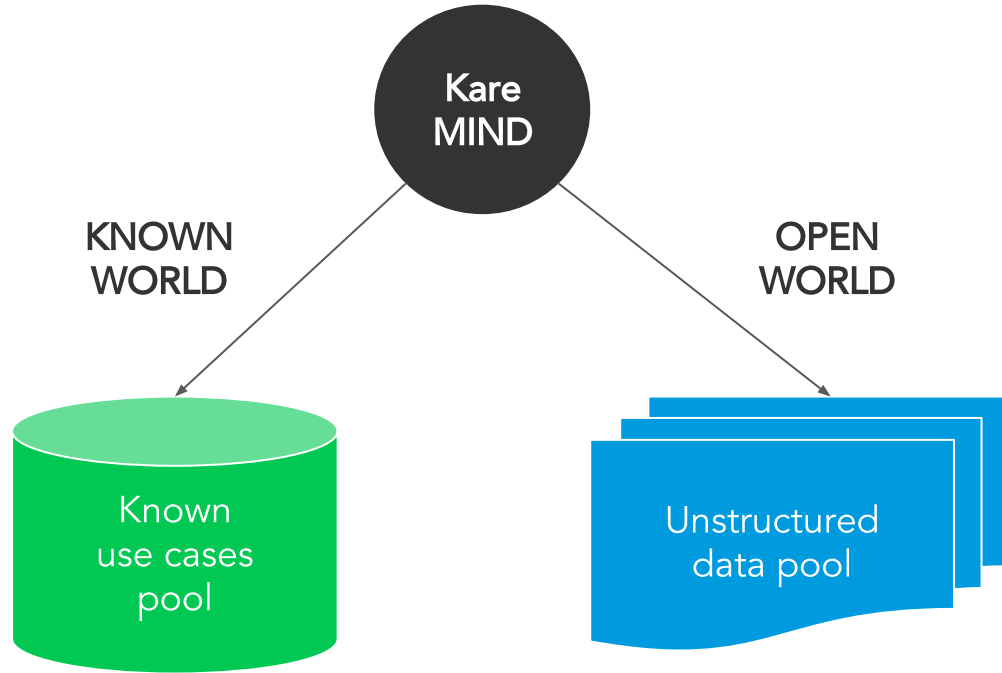 Kare
MIND
KNOWN
WORLD
OPEN
WORLD
Known
use cases
pool
Unstructured
data pool